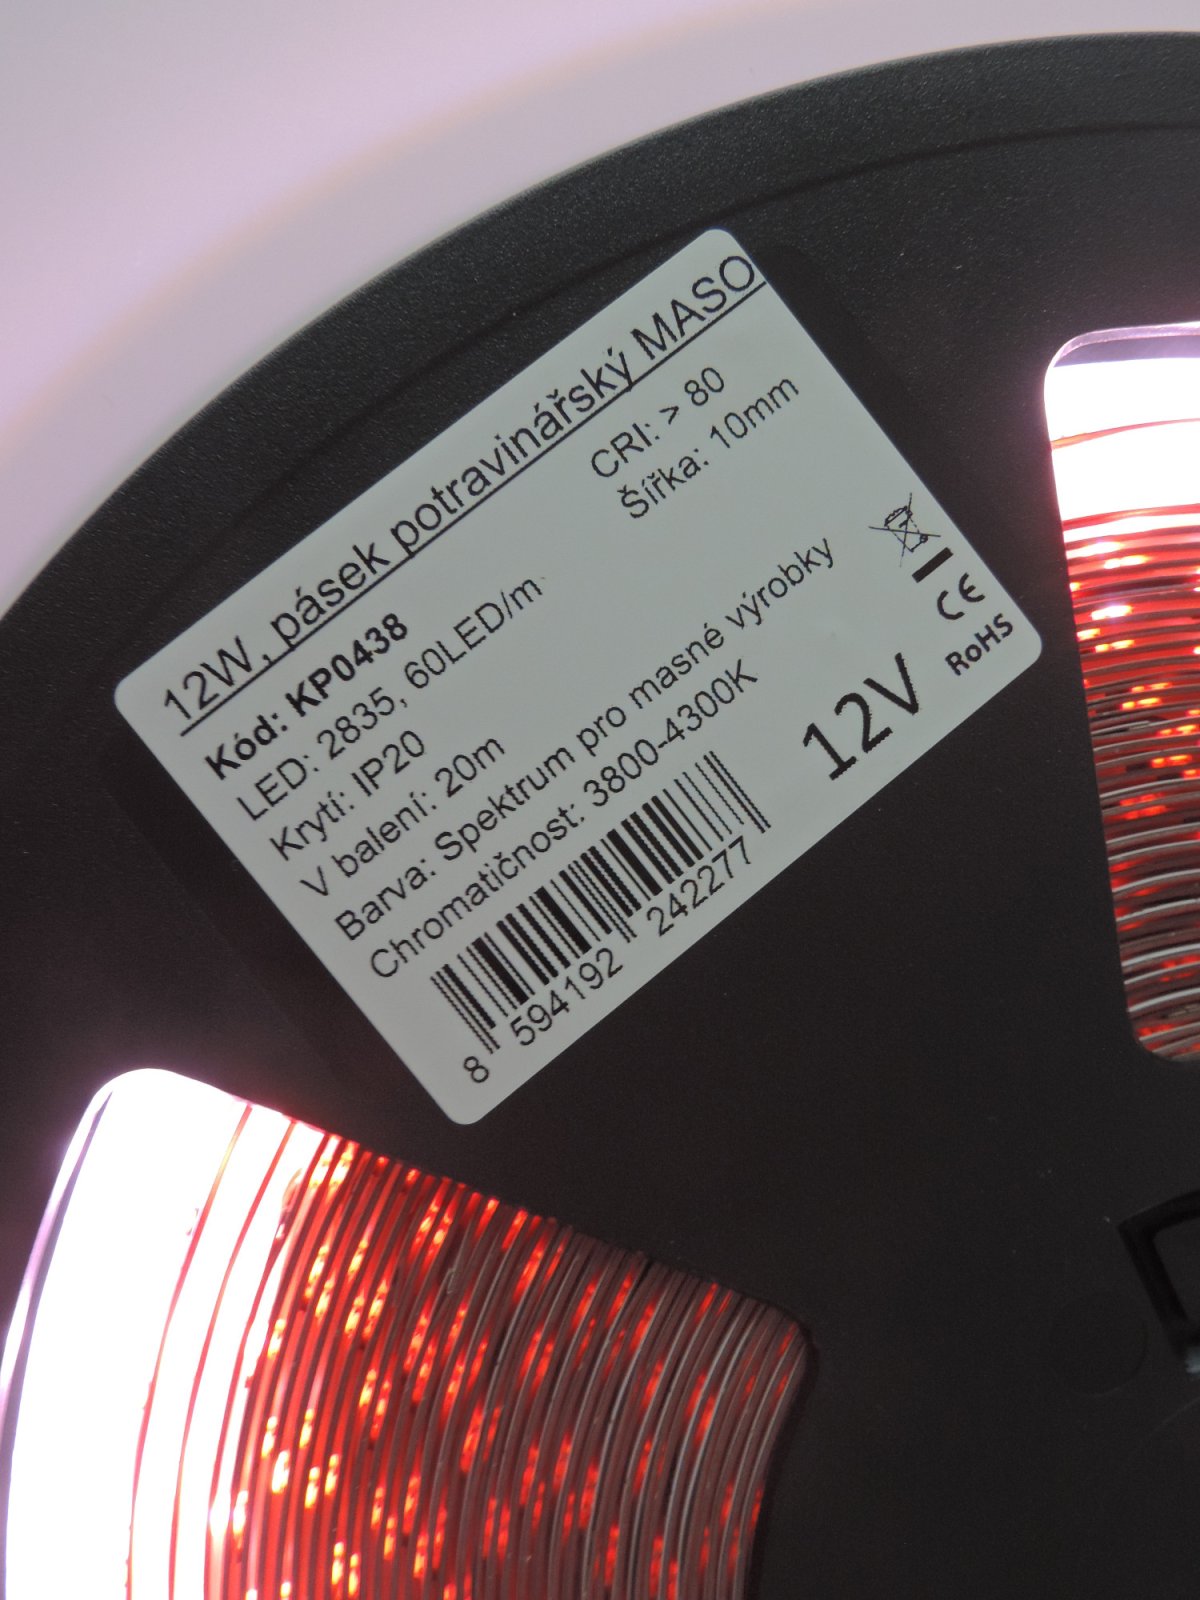 12W, pásek potravinářský MASO
Kód: KP0438
CRI: > 80
LED: 2835, 60LED/m
Šířka: 10mm
Krytí: IP20
V balení: 20m
Barva: Spektrum pro masné výrobky
Chromatičnost: 3800-4300K
12V
CE
RoHS
8 594192 242277